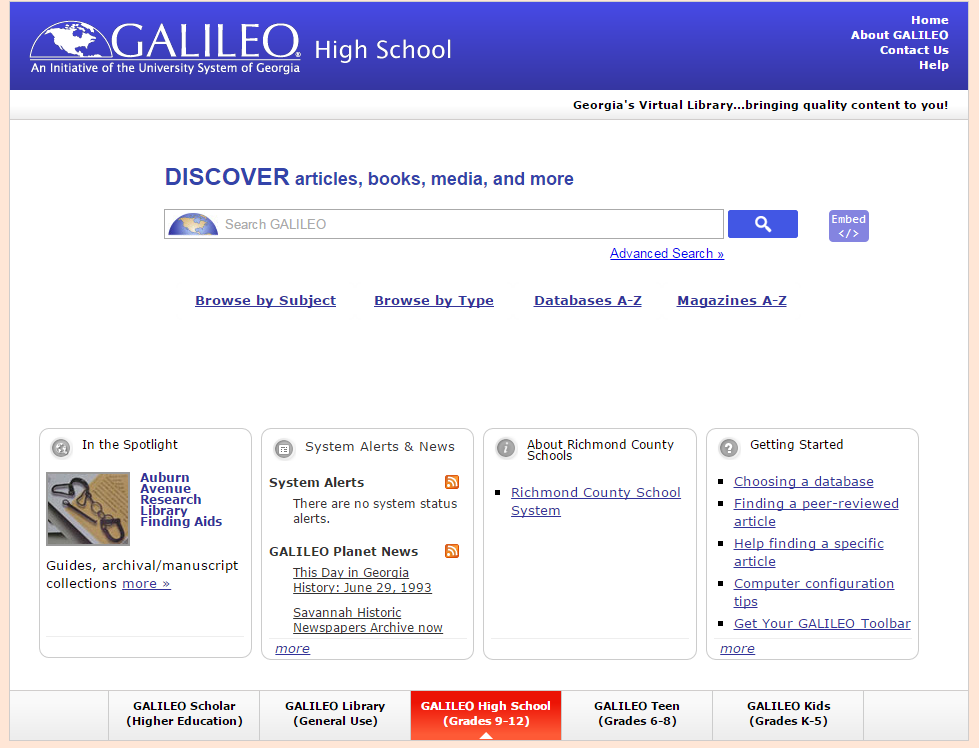 GALILEO® High School
An Initiative of the University System of Georgia
Home
About GALILEO
Contact Us
Help
Georgia's Virtual Library...bringing quality content to you!
DISCOVER articles, books, media, and more
Search GALILEO
Embed
</>
Advanced Search »
Browse by Subject Browse by Type Databases A-Z Magazines A-Z
In the Spotlight
Auburn
Avenue
Research
Library
Finding Aids
Guides, archival/manuscript
collections more »
System Alerts & News
System Alerts
There are no system status
alerts.
GALILEO Planet News
This Day in Georgia
History: June 29, 1993
Savannah Historic
Newspapers Archive now
more
About Richmond County
Schools
Richmond County School
System
Getting Started
Choosing a database
Finding a peer-reviewed
article
Help finding a specific
article
Computer configuration
tips
Get Your GALILEO Toolbar
more
GALILEO Scholar
(Higher Education)
GALILEO Library
(General Use)
GALILEO High School
(Grades 9-12)
GALILEO Teen
(Grades 6-8)
GALILEO Kids
(Grades K-5)